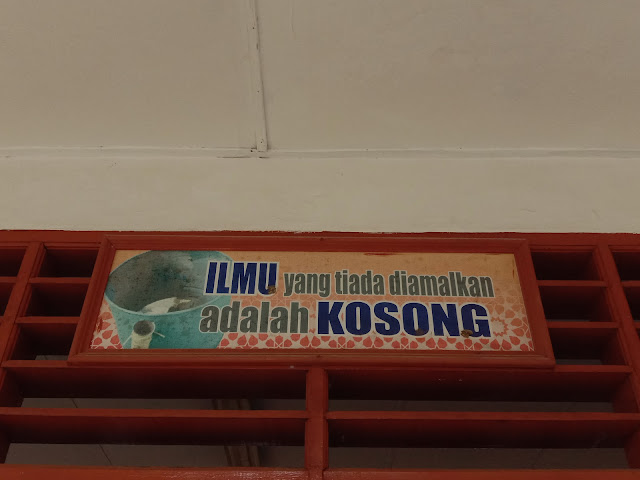 ILMU yang tiada diamalkan
adalah KOSONG